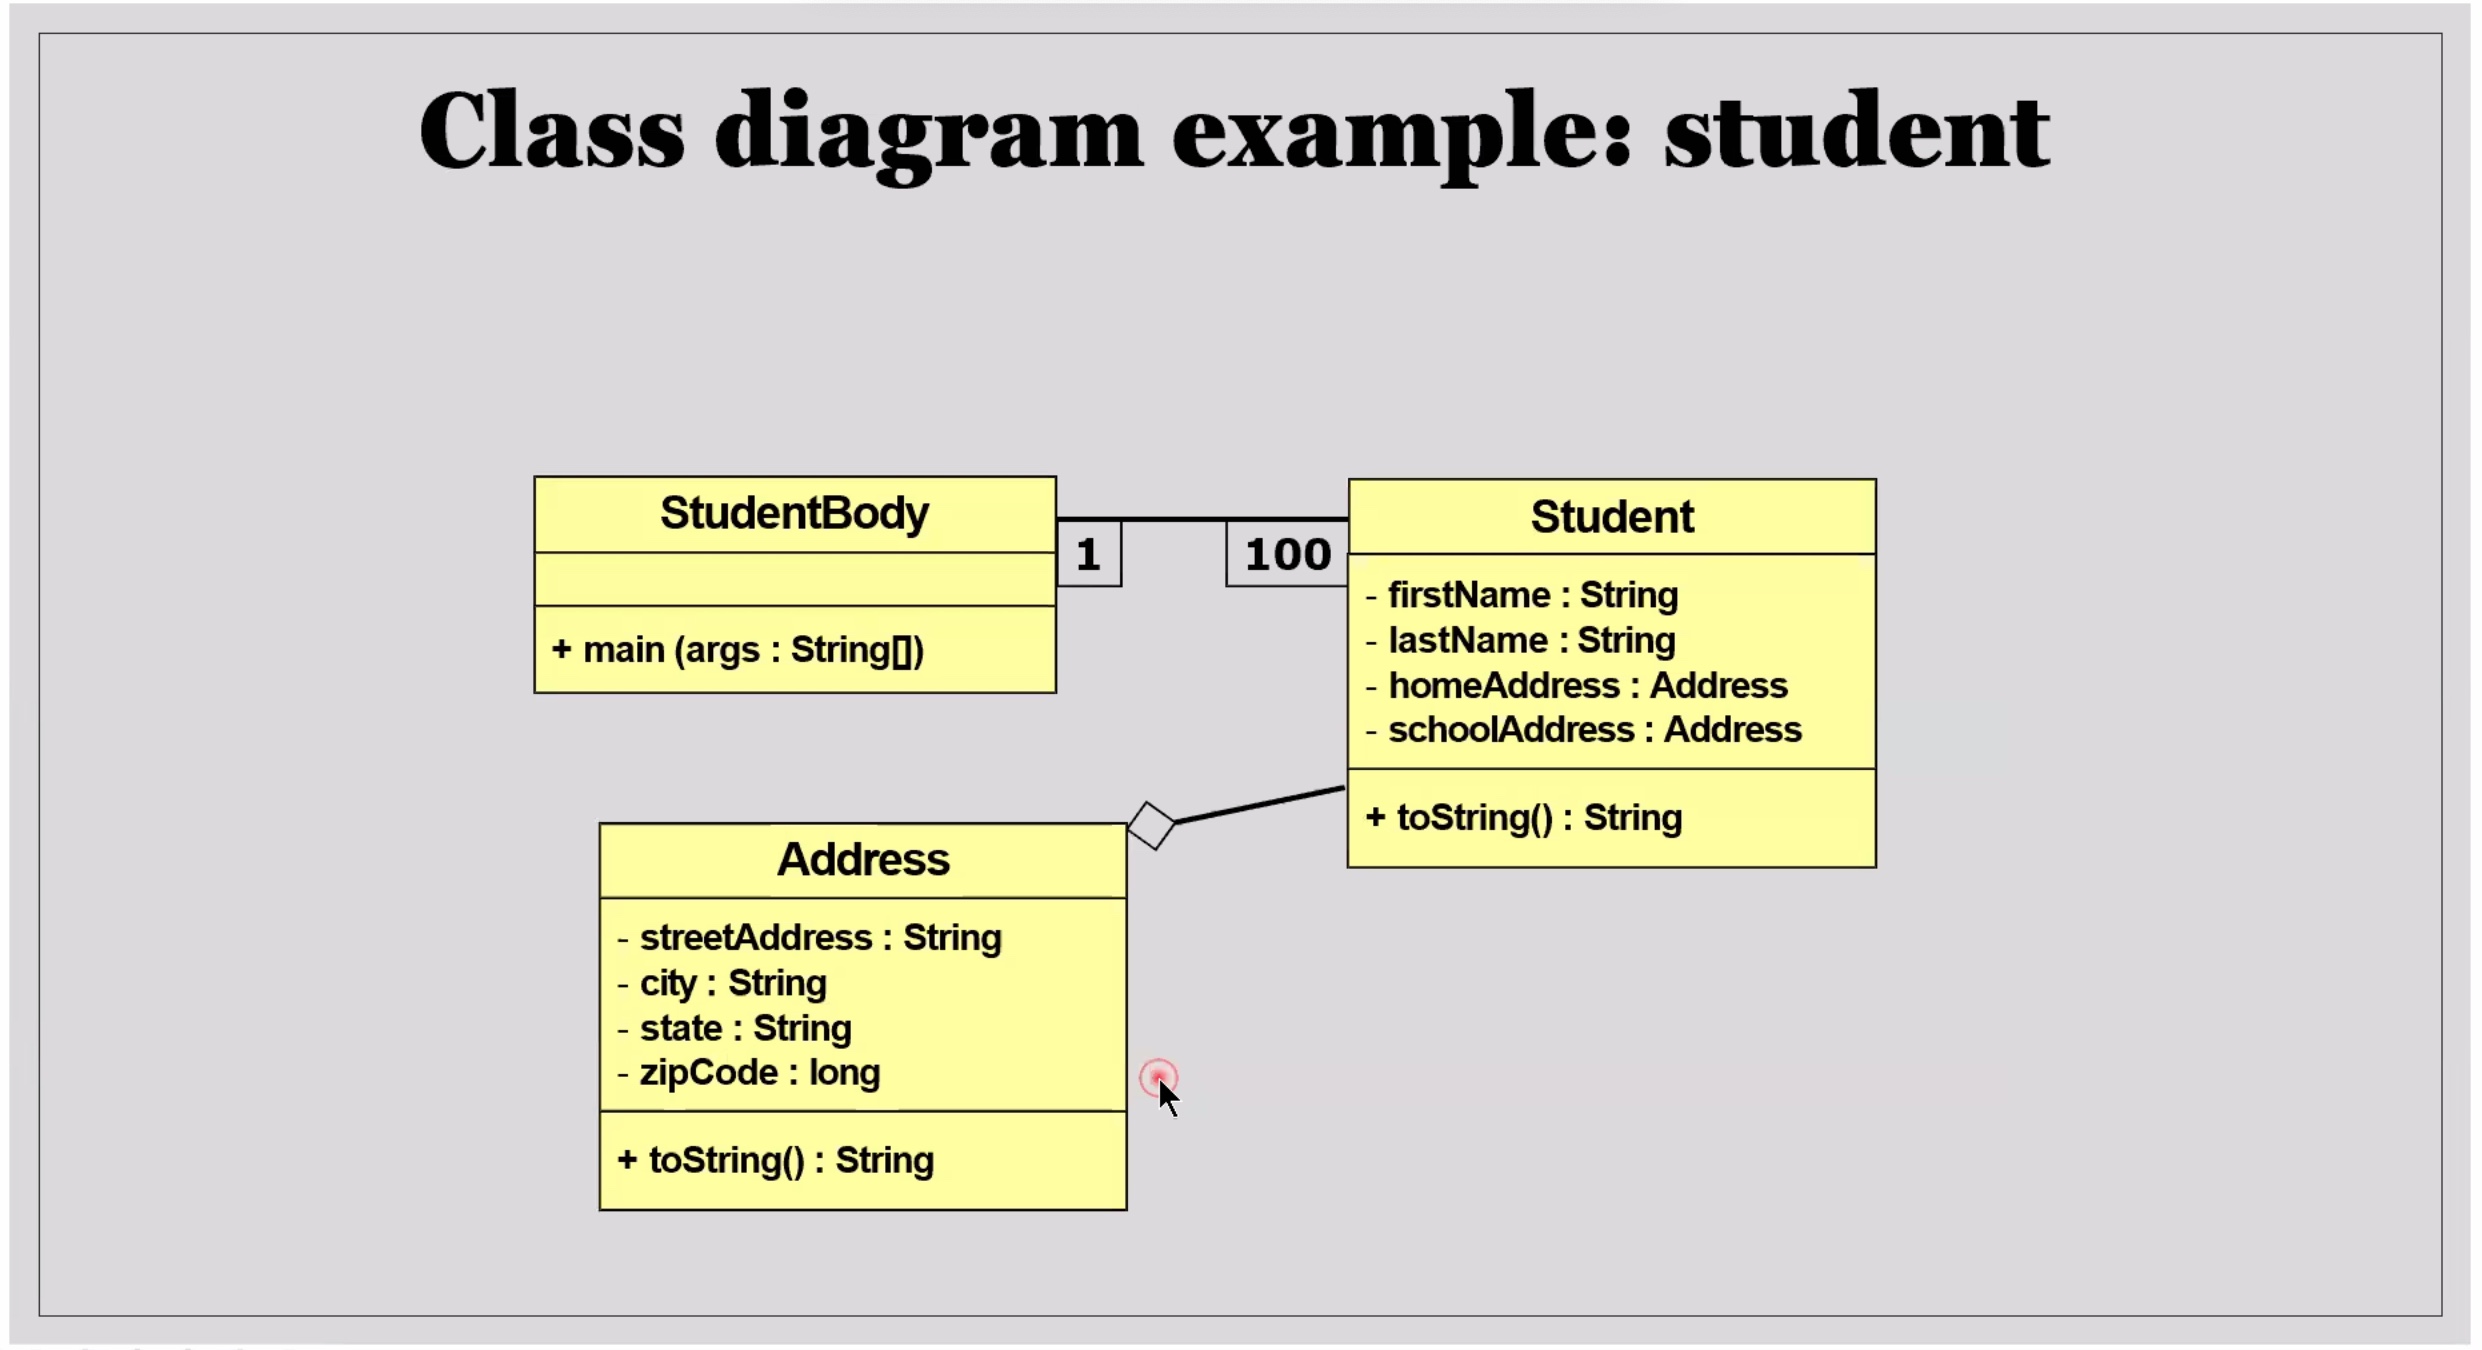 Class diagram example: student
StudentBody
+ main (args : String[])
1
100
Student
- firstName : String
- lastName : String
- homeAddress : Address
- schoolAddress : Address
+ toString() : String
Address
- streetAddress : String
- city : String
- state : String
- zipCode : long
+ toString() : String